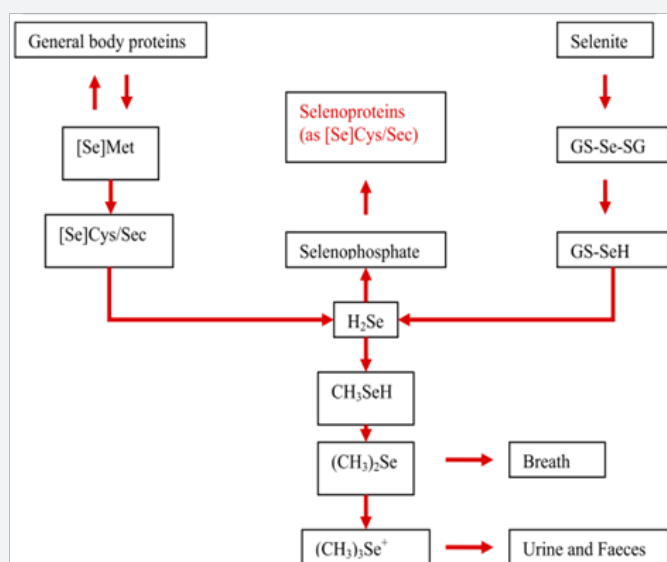 General body proteins
Selenite
Selenoproteins
(as [Se]Cys/Sec)
[Se]Met
GS-Se-SG
[Se]Cys/Sec
Selenophosphate
GS-SeH
H₂Se
CH₃SeH
(CH₃)₂Se
Breath
(CH₃)₃Se⁺
Urine and Faeces